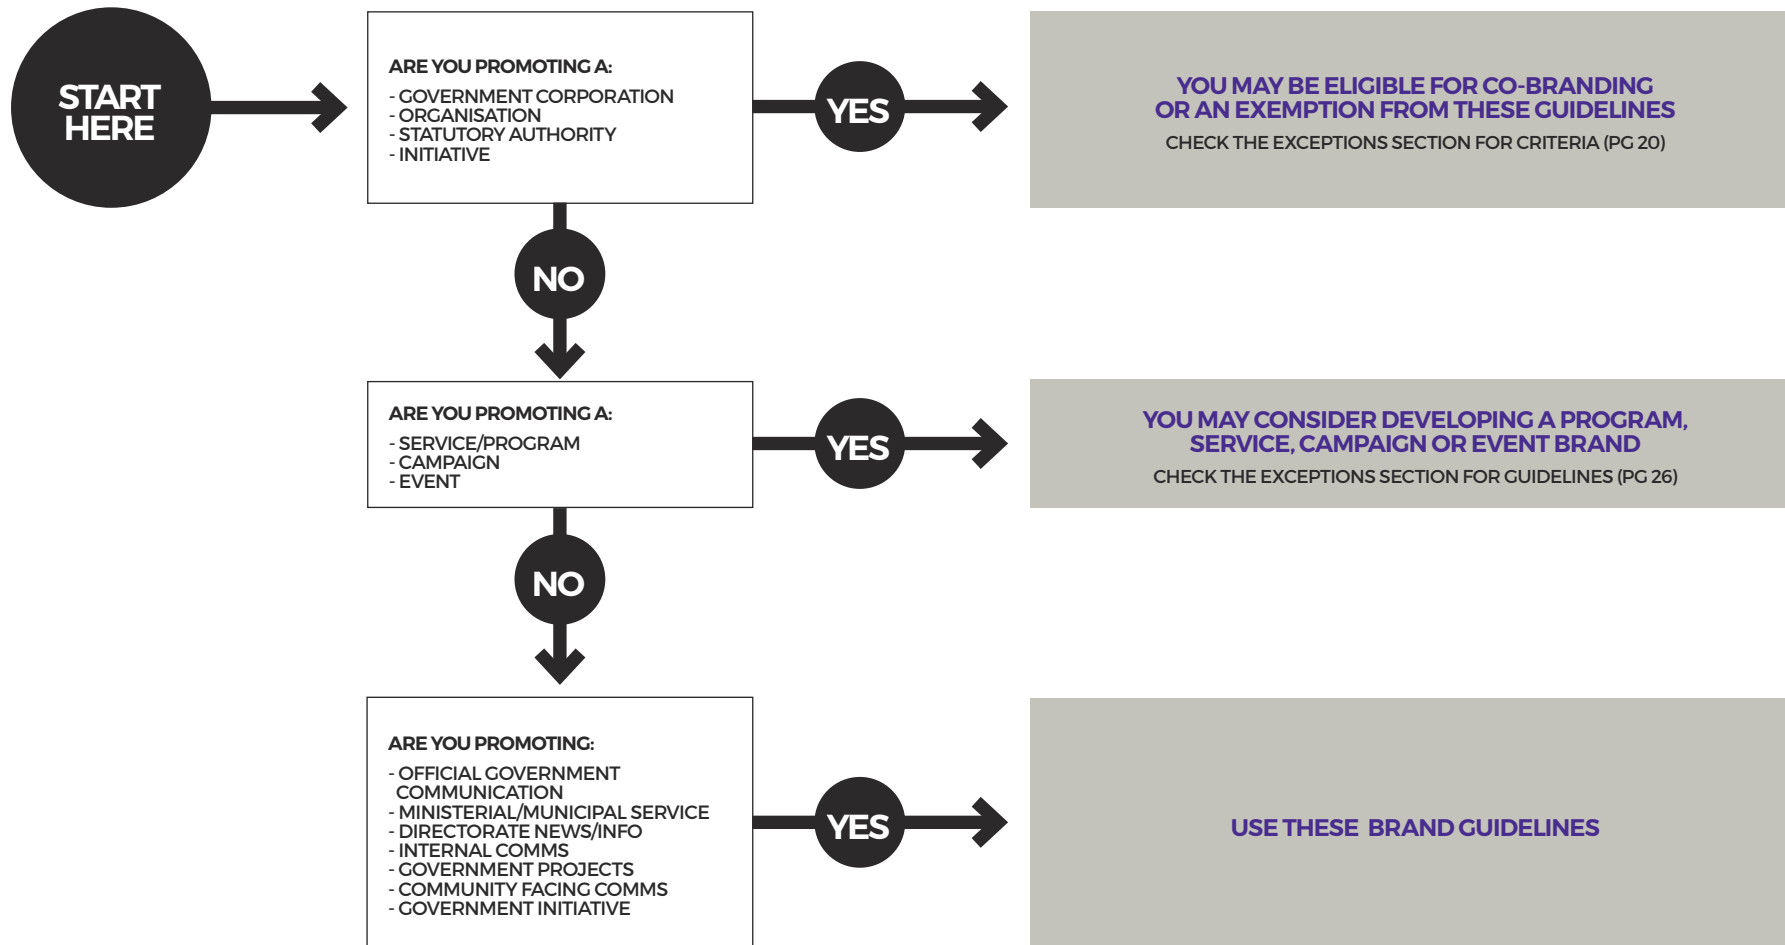 START
HERE
ARE YOU PROMOTING A:
- GOVERNMENT CORPORATION
- ORGANISATION
- STATUTORY AUTHORITY
- INITIATIVE
YES
YOU MAY BE ELIGIBLE FOR CO-BRANDING
OR AN EXEMPTION FROM THESE GUIDELINES
CHECK THE EXCEPTIONS SECTION FOR CRITERIA (PG 20)
NO
ARE YOU PROMOTING A:
- SERVICE/PROGRAM
- CAMPAIGN
- EVENT
YES
YOU MAY CONSIDER DEVELOPING A PROGRAM,
SERVICE, CAMPAIGN OR EVENT BRAND
CHECK THE EXCEPTIONS SECTION FOR GUIDELINES (PG 26)
NO
ARE YOU PROMOTING:
- OFFICIAL GOVERNMENT
COMMUNICATION
- MINISTERIAL/MUNICIPAL SERVICE
- DIRECTORATE NEWS/INFO
- INTERNAL COMMS
- GOVERNMENT PROJECTS
- COMMUNITY FACING COMMS
- GOVERNMENT INITIATIVE
YES
USE THESE BRAND GUIDELINES